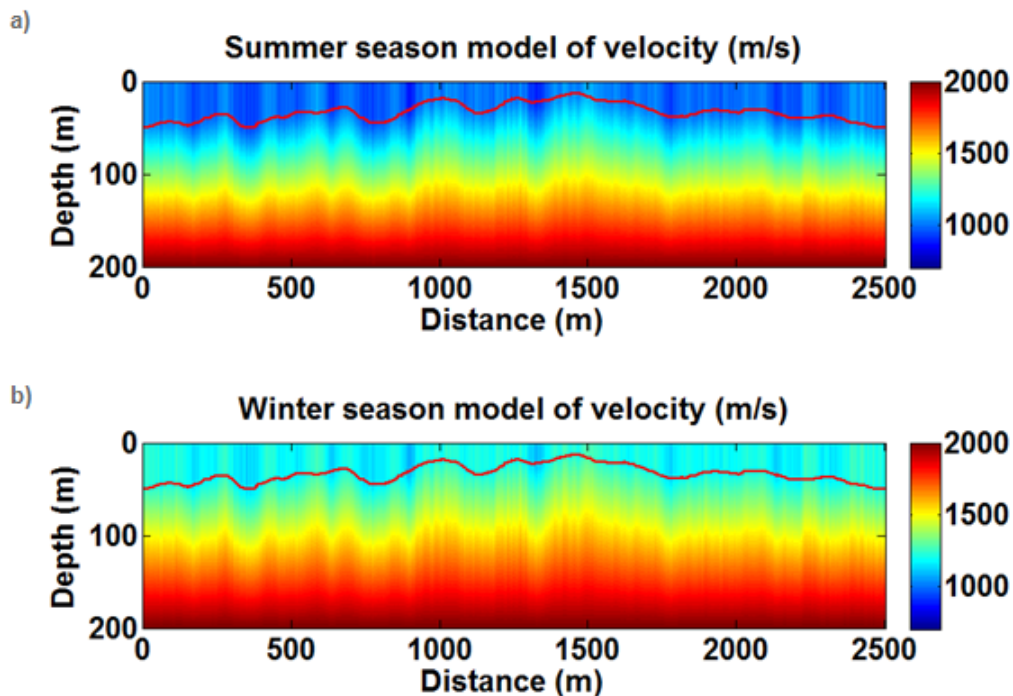 a)
Summer season model of velocity (m/s)
0
100
200
Depth (m)
0 500 1000 1500 2000 2500
Distance (m)
2000
1500
1000
b)
Winter season model of velocity (m/s)
0
100
200
Depth (m)
0 500 1000 1500 2000 2500
Distance (m)
2000
1500
1000